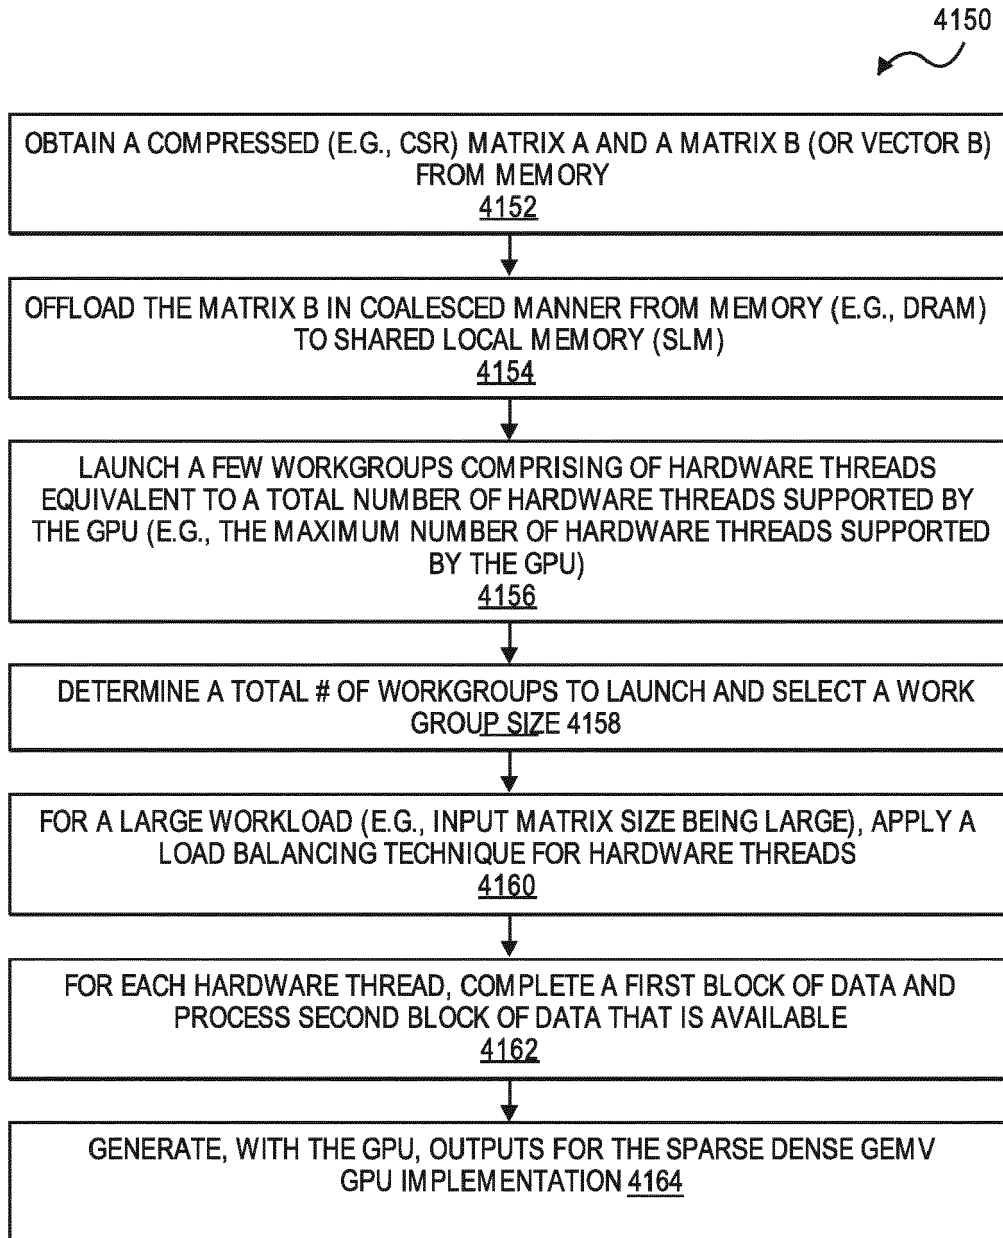 4150
OBTAIN A COMPRESSED (E.G., CSR) MATRIX A AND A MATRIX B (OR VECTOR B)
FROM MEMORY
4152
OFFLOAD THE MATRIX B IN COALESCED MANNER FROM MEMORY (E.G., DRAM)
TO SHARED LOCAL MEMORY (SLM)
4154
LAUNCH A FEW WORKGROUPS COMPRISING OF HARDWARE THREADS
EQUIVALENT TO A TOTAL NUMBER OF HARDWARE THREADS SUPPORTED BY
THE GPU (E.G., THE MAXIMUM NUMBER OF HARDWARE THREADS SUPPORTED
BY THE GPU)
4156
DETERMINE A TOTAL # OF WORKGROUPS TO LAUNCH AND SELECT A WORK
GROUP SIZE 4158
FOR A LARGE WORKLOAD (E.G., INPUT MATRIX SIZE BEING LARGE), APPLY A
LOAD BALANCING TECHNIQUE FOR HARDWARE THREADS
4160
FOR EACH HARDWARE THREAD, COMPLETE A FIRST BLOCK OF DATA AND
PROCESS SECOND BLOCK OF DATA THAT IS AVAILABLE
4162
GENERATE, WITH THE GPU, OUTPUTS FOR THE SPARSE DENSE GEMV
GPU IMPLEMENTATION 4164